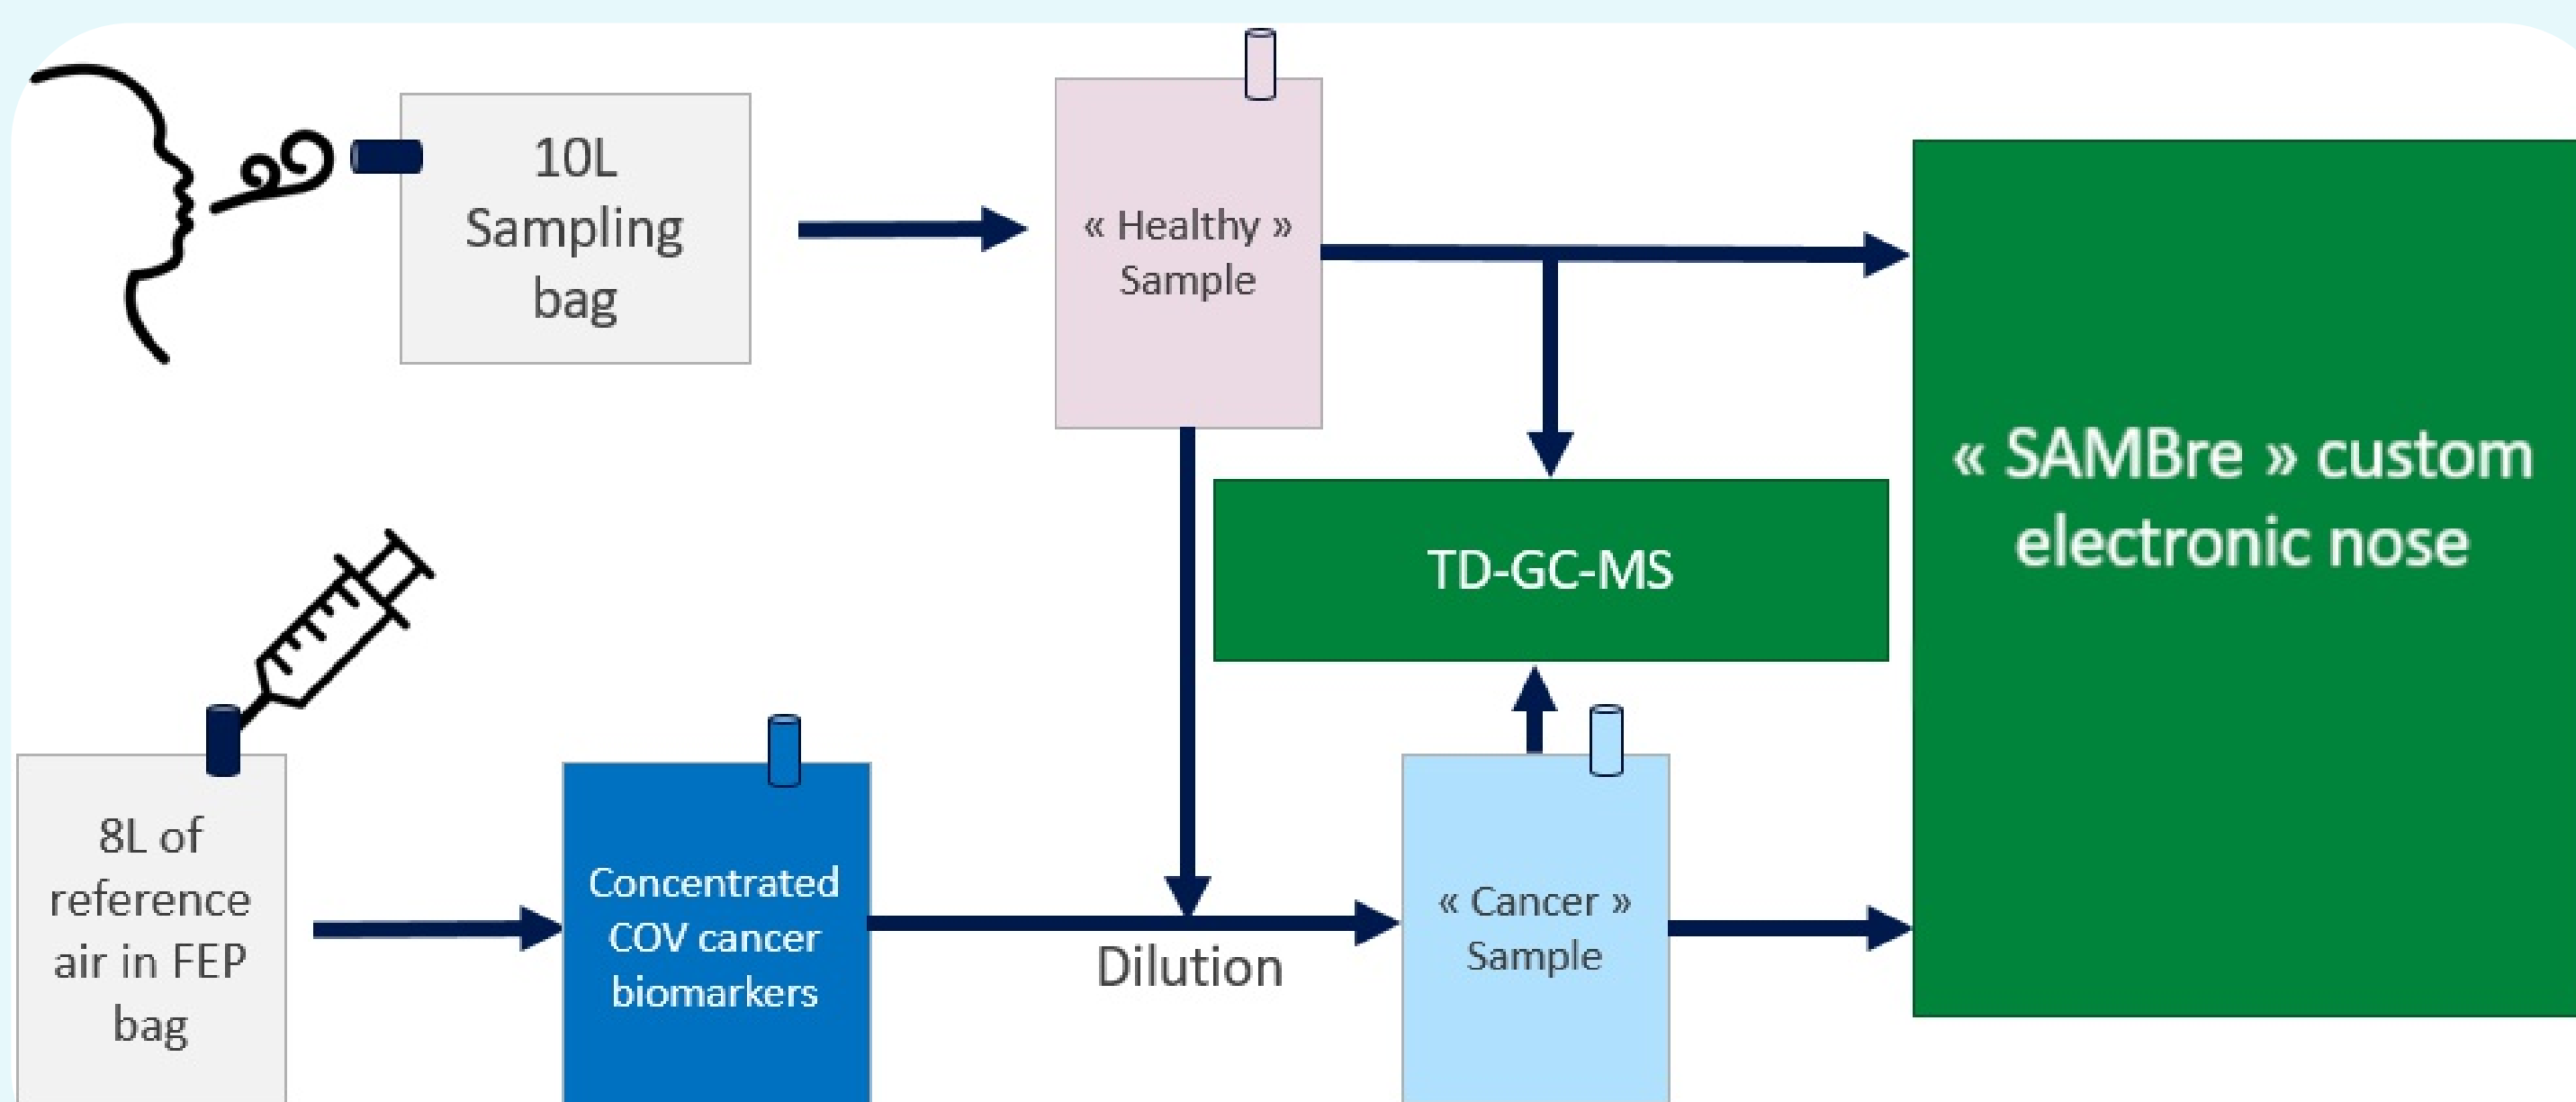 10L
Sampling
bag
« Healthy »
Sample
« SAMBre » custom
electronic nose
TD-GC-MS
8L of
reference
air in FEP
bag
Concentrated
COV cancer
biomarkers
Dilution
« Cancer »
Sample